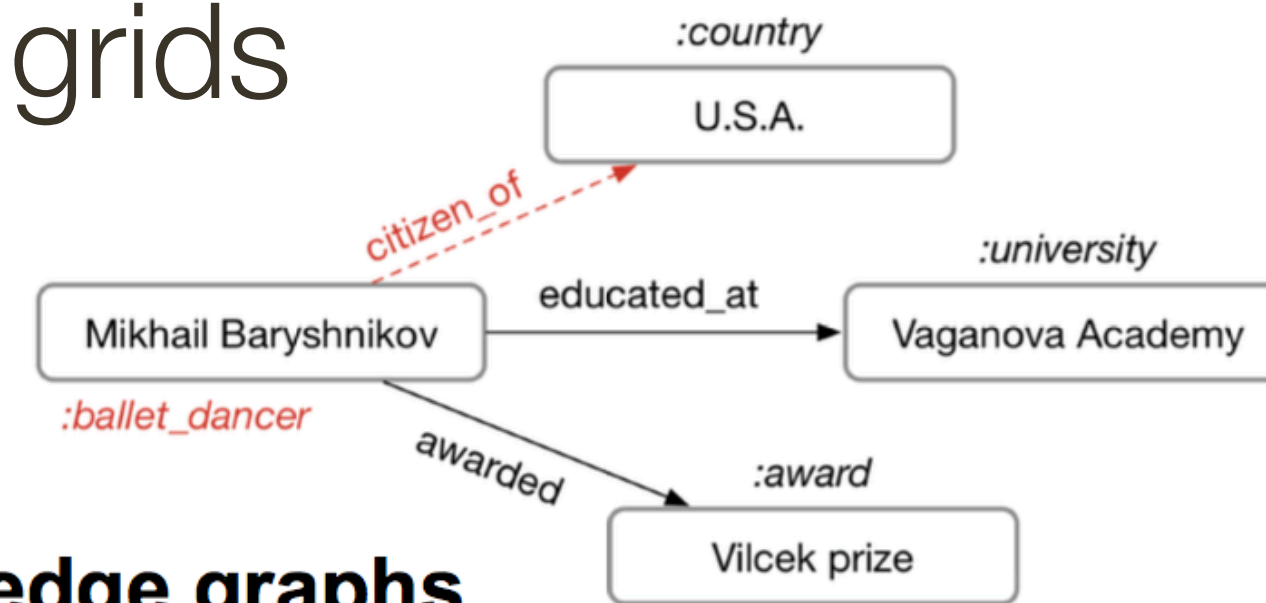 grids
:country
U.S.A.
citizen_of
:university
educated_at
Mikhail Baryshnikov
Vaganova Academy
:ballet_dancer
awarded
:award
Vilcek prize
edge graphs